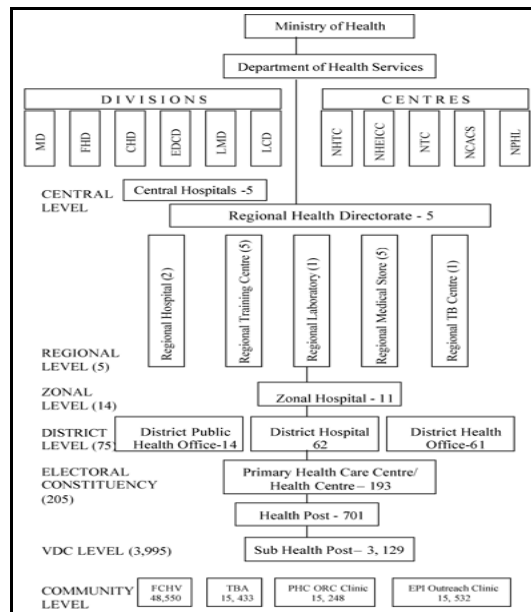 Ministry of Health
Department of Health Services
D I V I S I O N S
C E N T R E S
MD
FHD
CHD
EDCD
LMD
LCD
NHTC
NHEICC
NTC
NCACS
NPHL
Central Hospitals -5
CENTRAL
LEVEL
Regional Health Directorate - 5
Regional Hospital (2)
Regional Training Centre (5)
Regional Laboratory (1)
Regional Medical Store (5)
Regional TB Centre (1)
REGIONAL
LEVEL (5)
ZONAL
LEVEL (14)
Zonal Hospital - 11
DISTRICT
LEVEL (75)
District Public
Health Office-14
District Hospital
62
District Health
Office-61
ELECTORAL
CONSTITUENCY
(205)
Primary Health Care Centre/
Health Centre – 193
Health Post - 701
VDC LEVEL (3,995)
Sub Health Post– 3, 129
COMMUNITY
LEVEL
FCHV
48,550
TBA
15, 433
PHC ORC Clinic
15, 248
EPI Outreach Clinic
15, 532